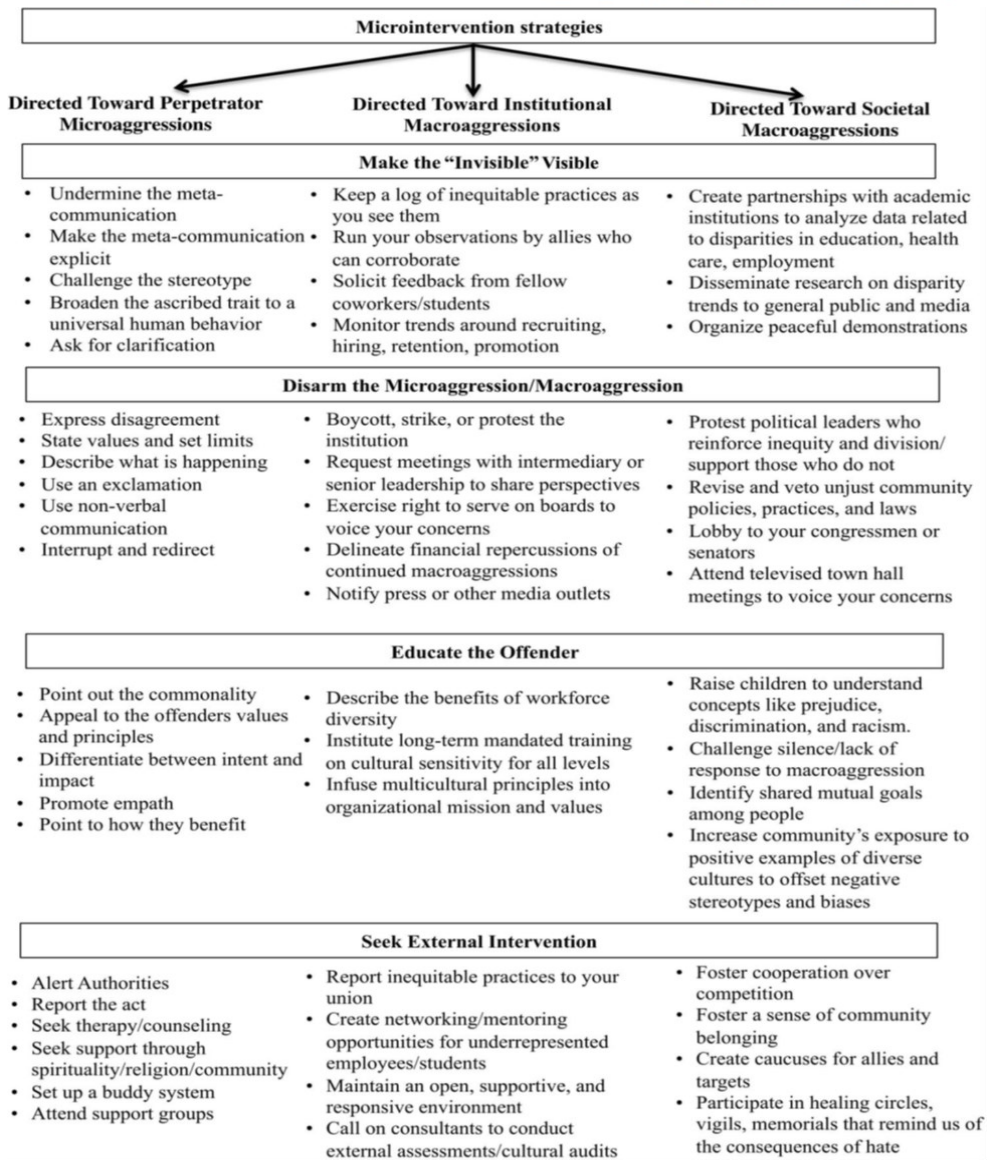 Microintervention strategies
Directed Toward Perpetrator
Microaggressions
Directed Toward Institutional
Macroaggressions
Directed Toward Societal
Macroaggressions
Make the “Invisible” Visible
• Undermine the meta-
communication
• Make the meta-communication
explicit
• Challenge the stereotype
• Broaden the ascribed trait to a
universal human behavior
• Ask for clarification
• Keep a log of inequitable practices as
you see them
• Run your observations by allies who
can corroborate
• Solicit feedback from fellow
coworkers/students
• Monitor trends around recruiting,
hiring, retention, promotion
• Create partnerships with academic
institutions to analyze data related
to disparities in education, health
care, employment
• Disseminate research on disparity
trends to general public and media
• Organize peaceful demonstrations
Disarm the Microaggression/Macroaggression
• Express disagreement
• State values and set limits
• Describe what is happening
• Use an exclamation
• Use non-verbal
communication
• Interrupt and redirect
• Boycott, strike, or protest the
institution
• Request meetings with intermediary or
senior leadership to share perspectives
• Exercise right to serve on boards to
voice your concerns
• Delineate financial repercussions of
continued macroaggressions
• Notify press or other media outlets
• Protest political leaders who
reinforce inequity and division/
support those who do not
• Revise and veto unjust community
policies, practices, and laws
• Lobby to your congressmen or
senators
• Attend televised town hall
meetings to voice your concerns
Educate the Offender
• Point out the commonality
• Appeal to the offenders values
and principles
• Differentiate between intent and
impact
• Promote empath
• Point to how they benefit
• Describe the benefits of workforce
diversity
• Institute long-term mandated training
on cultural sensitivity for all levels
• Infuse multicultural principles into
organizational mission and values
• Raise children to understand
concepts like prejudice,
discrimination, and racism.
• Challenge silence/lack of
response to macroaggression
• Identify shared mutual goals
among people
• Increase community’s exposure to
positive examples of diverse
cultures to offset negative
stereotypes and biases
Seek External Intervention
• Alert Authorities
• Report the act
• Seek therapy/counseling
• Seek support through
spirituality/religion/community
• Set up a buddy system
• Attend support groups
• Report inequitable practices to your
union
• Create networking/mentoring
opportunities for underrepresented
employees/students
• Maintain an open, supportive, and
responsive environment
• Call on consultants to conduct
external assessments/cultural audits
• Foster cooperation over
competition
• Foster a sense of community
belonging
• Create caucuses for allies and
targets
• Participate in healing circles,
vigils, memorials that remind us of
the consequences of hate